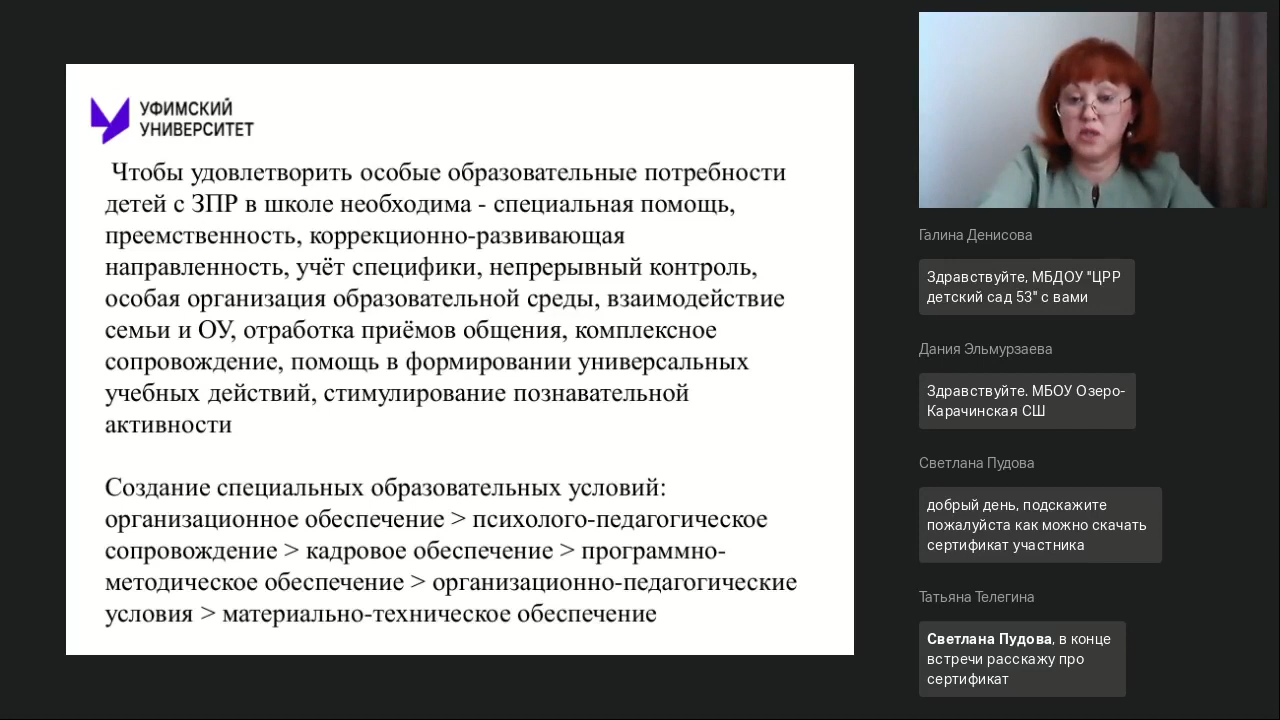 УФИМСКИЙ
УНИВЕРСИТЕТ
Чтобы удовлетворить особые образовательные потребности
детей с ЗПР в школе необходима - специальная помощь,
преемственность, коррекционно-развивающая
направленность, учёт специфики, непрерывный контроль,
особая организация образовательной среды, взаимодействие
семьи и ОУ, отработка приёмов общения, комплексное
сопровождение, помощь в формировании универсальных
учебных действий, стимулирование познавательной
активности
Создание специальных образовательных условий:
организационное обеспечение > психолого-педагогическое
сопровождение > кадровое обеспечение > программно-
методическое обеспечение > организационно-педагогические
условия > материально-техническое обеспечение
Галина Денисова
Здравствуйте, МБДОУ "ЦРР
детский сад 53" с вами
Дания Эльмурзаева
Здравствуйте. МБОУ Озеро-
Карачинская СШ
Светлана Пудова
добрый день, подскажите
пожалуйста как можно скачать
сертификат участника
Татьяна Телегина
Светлана Пудова, в конце
встречи расскажу про
сертификат